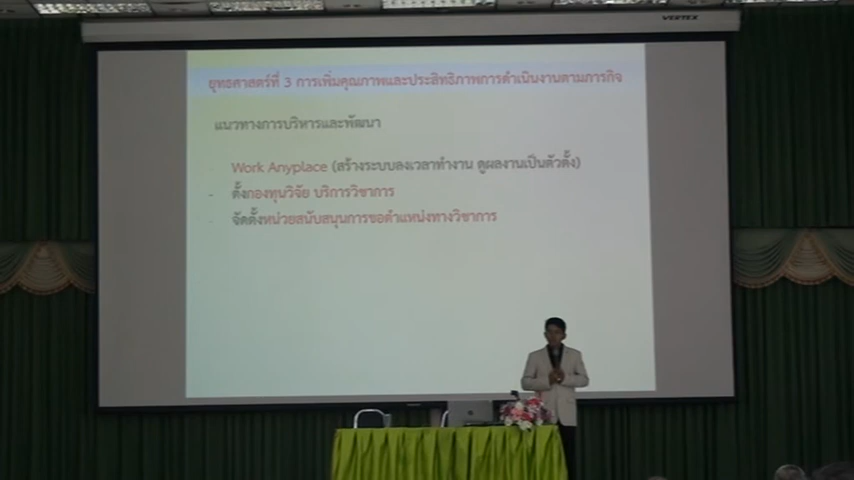 VERTEX
ยุทธศาสตร์ที่ 3 การเพิ่มคุณภาพและประสิทธิภาพการดำเนินงานตามภารกิจ
แนวทางการบริหารและพัฒนา
- Work Anyplace (สร้างระบบลงเวลาทำงาน ดูผลงานเป็นตัวตั้ง)
- ตั้งกองทุนวิจัย บริการวิชาการ
- จัดตั้งหน่วยสนับสนุนการขอตำแหน่งทางวิชาการ